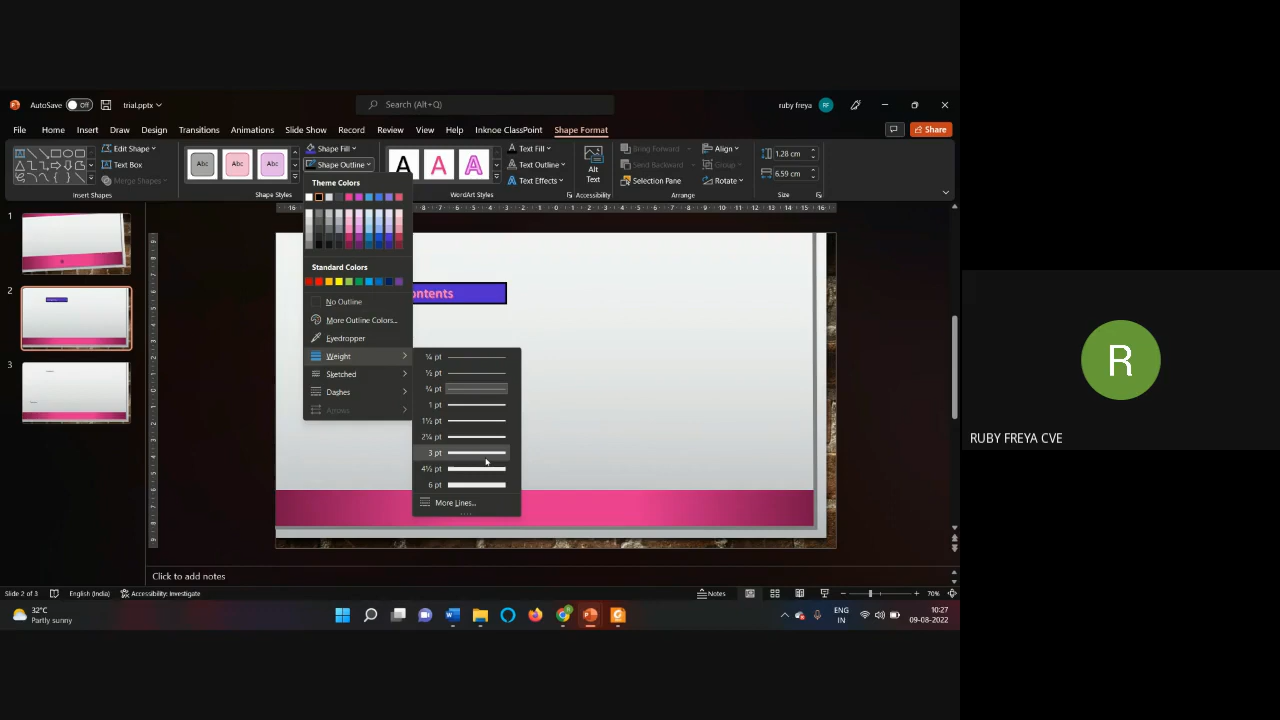 AutoSave Off trial.pptx Search (Alt+Q) ruby freya RF
File Home Insert Draw Design Transitions Animations Slide Show Record Review View Help Inknoe ClassPoint Shape Format Share
Edit Shape
Text Box
Merge Shapes
Insert Shapes
Abc Abc Abc
Shape Fill
Shape Outline
Shape Styles
A A A
Text Fill
Text Outline
Text Effects
WordArt Styles
Alt Text
Accessibility
Bring Forward
Send Backward
Selection Pane
Align
Group
Rotate
Arrange
1.28 cm
6.59 cm
Size
Theme Colors
Standard Colors
No Outline
More Outline Colors...
Eyedropper
Weight
Sketched
Dashes
Arrows
¼ pt
½ pt
¾ pt
1 pt
1½ pt
2¼ pt
3 pt
4½ pt
6 pt
More Lines...
1
2
3
ontents
Click to add notes
Slide 2 of 3 English (India) Accessibility: Investigate Notes 70%
32°C
Partly sunny
ENG
IN
10:27
09-08-2022
R
RUBY FREYA CVE